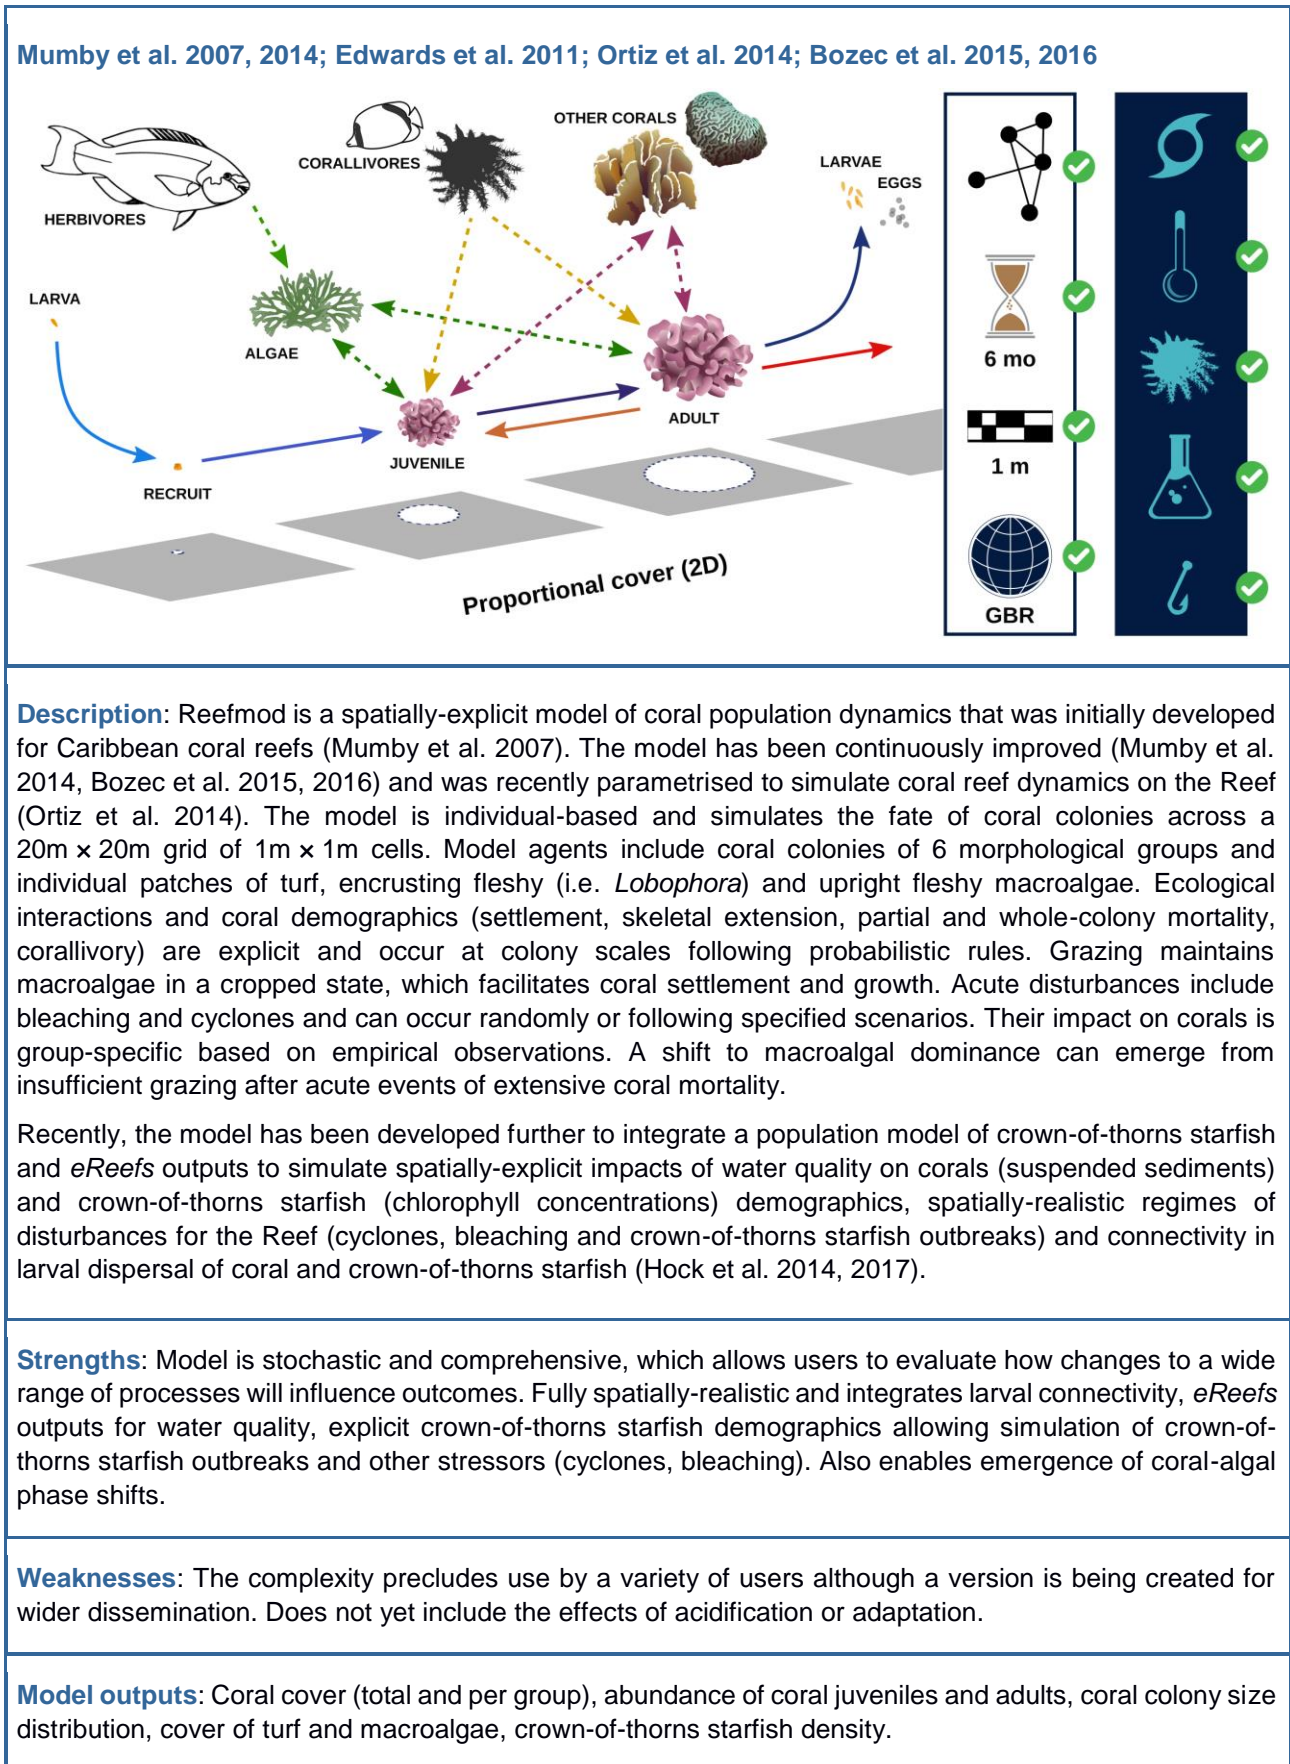 Mumby et al. 2007, 2014; Edwards et al. 2011; Ortiz et al. 2014; Bozec et al. 2015, 2016
HERBIVORES
CORALLIVORES
OTHER CORALS
LARVAE
EGGS
LARVA
ALGAE
RECRUIT
JUVENILE
ADULT
Proportional cover (2D)
6 mo
1 m
GBR
Description: Reefmod is a spatially-explicit model of coral population dynamics that was initially developed
for Caribbean coral reefs (Mumby et al. 2007). The model has been continuously improved (Mumby et al.
2014, Bozec et al. 2015, 2016) and was recently parametrised to simulate coral reef dynamics on the Reef
(Ortiz et al. 2014). The model is individual-based and simulates the fate of coral colonies across a
20m × 20m grid of 1m × 1m cells. Model agents include coral colonies of 6 morphological groups and
individual patches of turf, encrusting fleshy (i.e. Lobophora) and upright fleshy macroalgae. Ecological
interactions and coral demographics (settlement, skeletal extension, partial and whole-colony mortality,
corallivory) are explicit and occur at colony scales following probabilistic rules. Grazing maintains
macroalgae in a cropped state, which facilitates coral settlement and growth. Acute disturbances include
bleaching and cyclones and can occur randomly or following specified scenarios. Their impact on corals is
group-specific based on empirical observations. A shift to macroalgal dominance can emerge from
insufficient grazing after acute events of extensive coral mortality.
Recently, the model has been developed further to integrate a population model of crown-of-thorns starfish
and eReefs outputs to simulate spatially-explicit impacts of water quality on corals (suspended sediments)
and crown-of-thorns starfish (chlorophyll concentrations) demographics, spatially-realistic regimes of
disturbances for the Reef (cyclones, bleaching and crown-of-thorns starfish outbreaks) and connectivity in
larval dispersal of coral and crown-of-thorns starfish (Hock et al. 2014, 2017).
Strengths: Model is stochastic and comprehensive, which allows users to evaluate how changes to a wide
range of processes will influence outcomes. Fully spatially-realistic and integrates larval connectivity, eReefs
outputs for water quality, explicit crown-of-thorns starfish demographics allowing simulation of crown-of-
thorns starfish outbreaks and other stressors (cyclones, bleaching). Also enables emergence of coral-algal
phase shifts.
Weaknesses: The complexity precludes use by a variety of users although a version is being created for
wider dissemination. Does not yet include the effects of acidification or adaptation.
Model outputs: Coral cover (total and per group), abundance of coral juveniles and adults, coral colony size
distribution, cover of turf and macroalgae, crown-of-thorns starfish density.